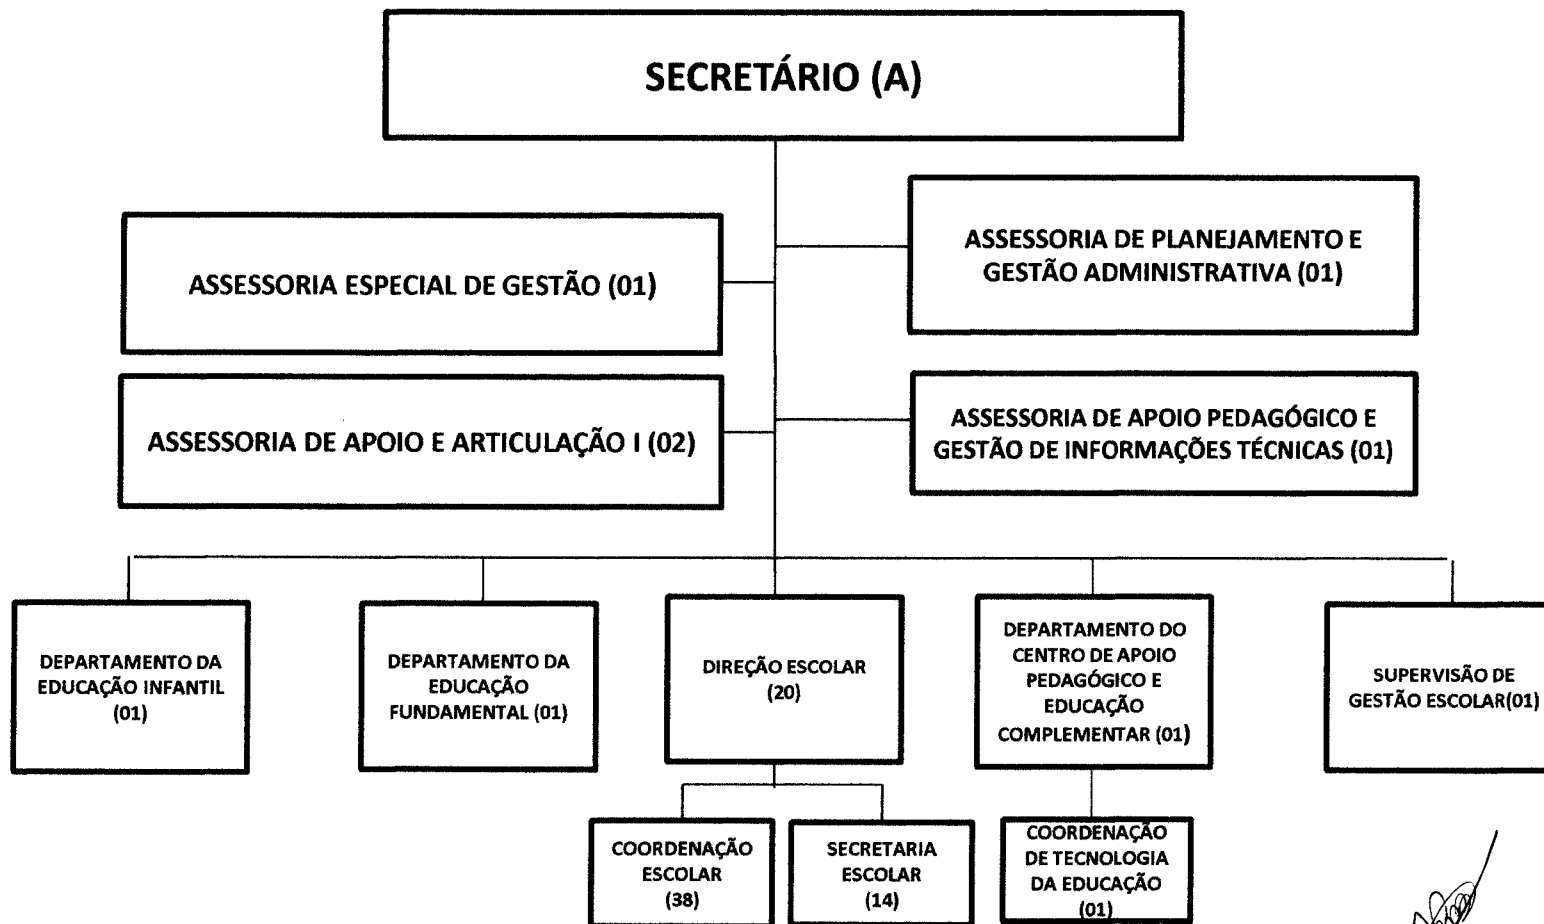 SECRETÁRIO (A)
ASSESSORIA ESPECIAL DE GESTÃO (01)
ASSESSORIA DE PLANEJAMENTO E
GESTÃO ADMINISTRATIVA (01)
ASSESSORIA DE APOIO E ARTICULAÇÃO I (02)
ASSESSORIA DE APOIO PEDAGÓGICO E
GESTÃO DE INFORMAÇÕES TÉCNICAS (01)
DEPARTAMENTO DA
EDUCAÇÃO INFANTIL
(01)
DEPARTAMENTO DA
EDUCAÇÃO
FUNDAMENTAL (01)
DIREÇÃO ESCOLAR
(20)
DEPARTAMENTO DO
CENTRO DE APOIO
PEDAGÓGICO E
EDUCAÇÃO
COMPLEMENTAR (01)
SUPERVISÃO DE
GESTÃO ESCOLAR(01)
COORDENAÇÃO
ESCOLAR
(38)
SECRETARIA
ESCOLAR
(14)
COORDENAÇÃO
DE TECNOLOGIA
DA EDUCAÇÃO
(01)